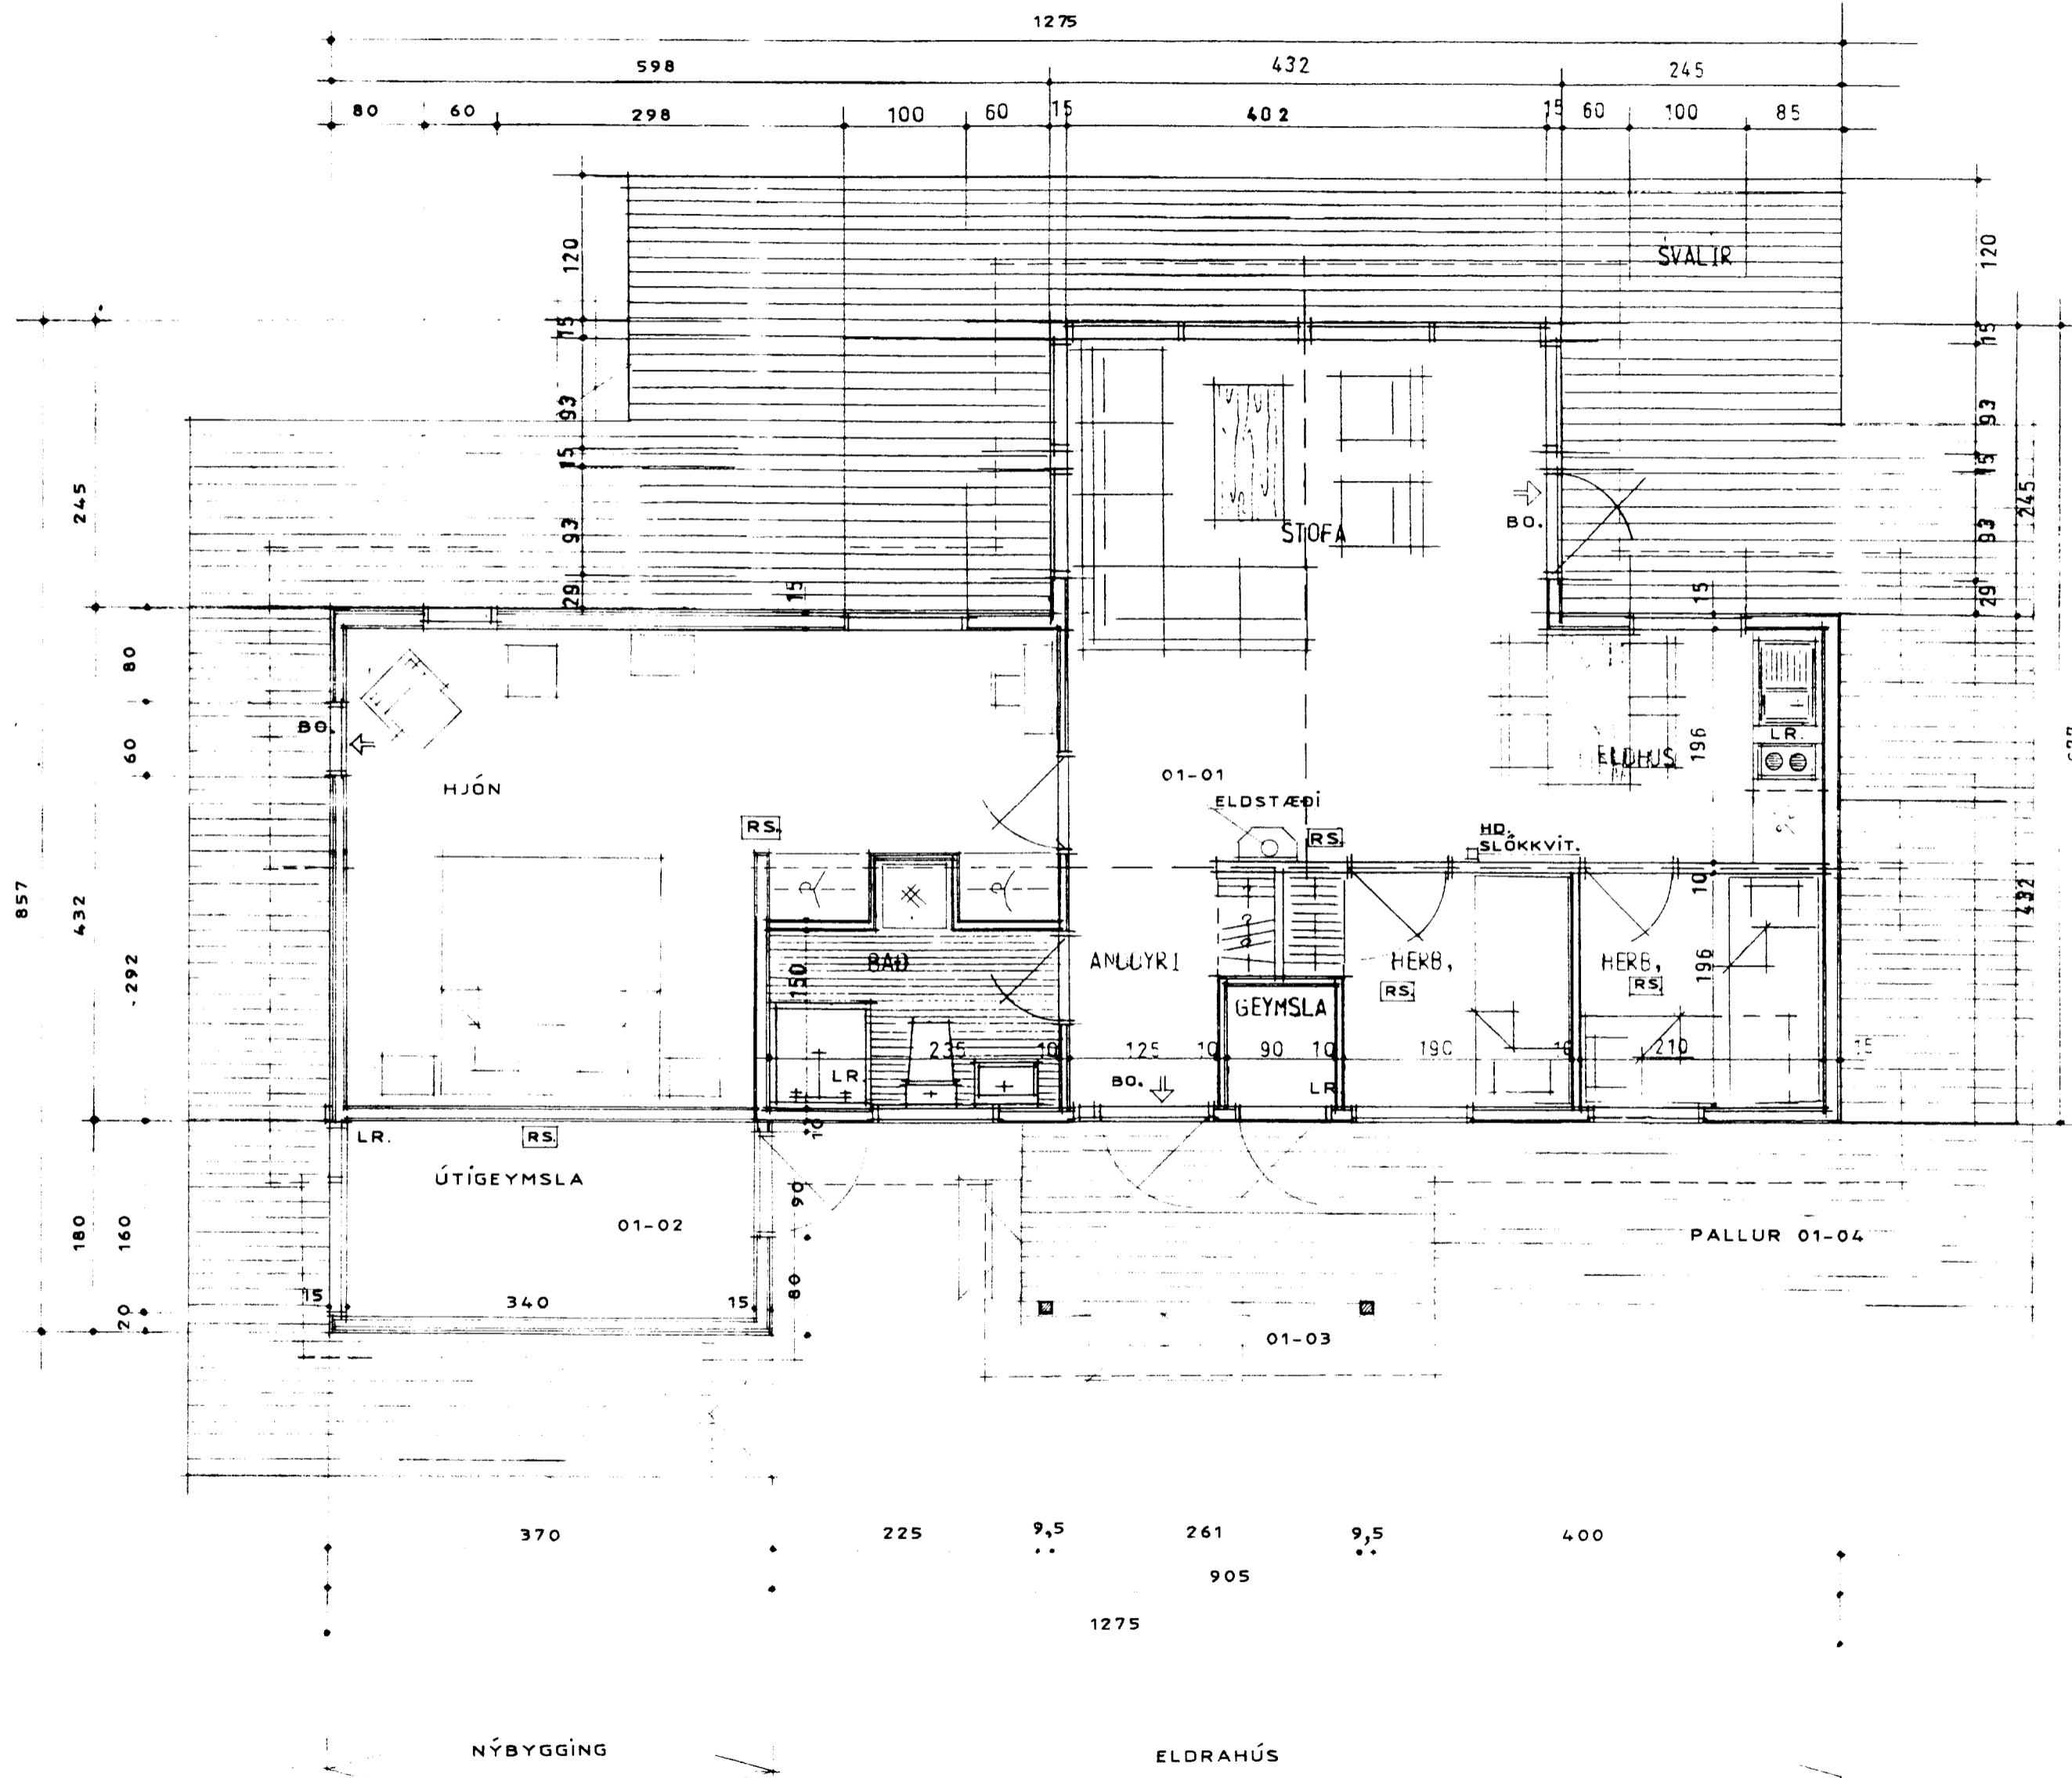 1275
598 432 245
80 60 298 100 60 15 402 15 60 100 85
120 SVALIR 120
15 15
93 93
15 15
245 93 STOFA BO. 93 245
29 15 15 29
80
BO.
60 HJÓN 01-01 ELDHUS 196 LR.
ELDSTÆÐI
RS. RS. HD.
SLÖKKVÍT.
857 432 10 432
292 150 BAÐ HERB, HERB, 196
RS. RS.
GEYMSLA
235 10 125 10 90 10 190 10 210 15
LR. BO. LR
LR. RS. 10
ÚTÍGEYMSLA
180 160 01-02 90 PALLUR 01-04
20 15 340 15 80
01-03
370 225 9,5 261 9,5 400
905
1275
NÝBYGGÍNG ELDRAHÚS